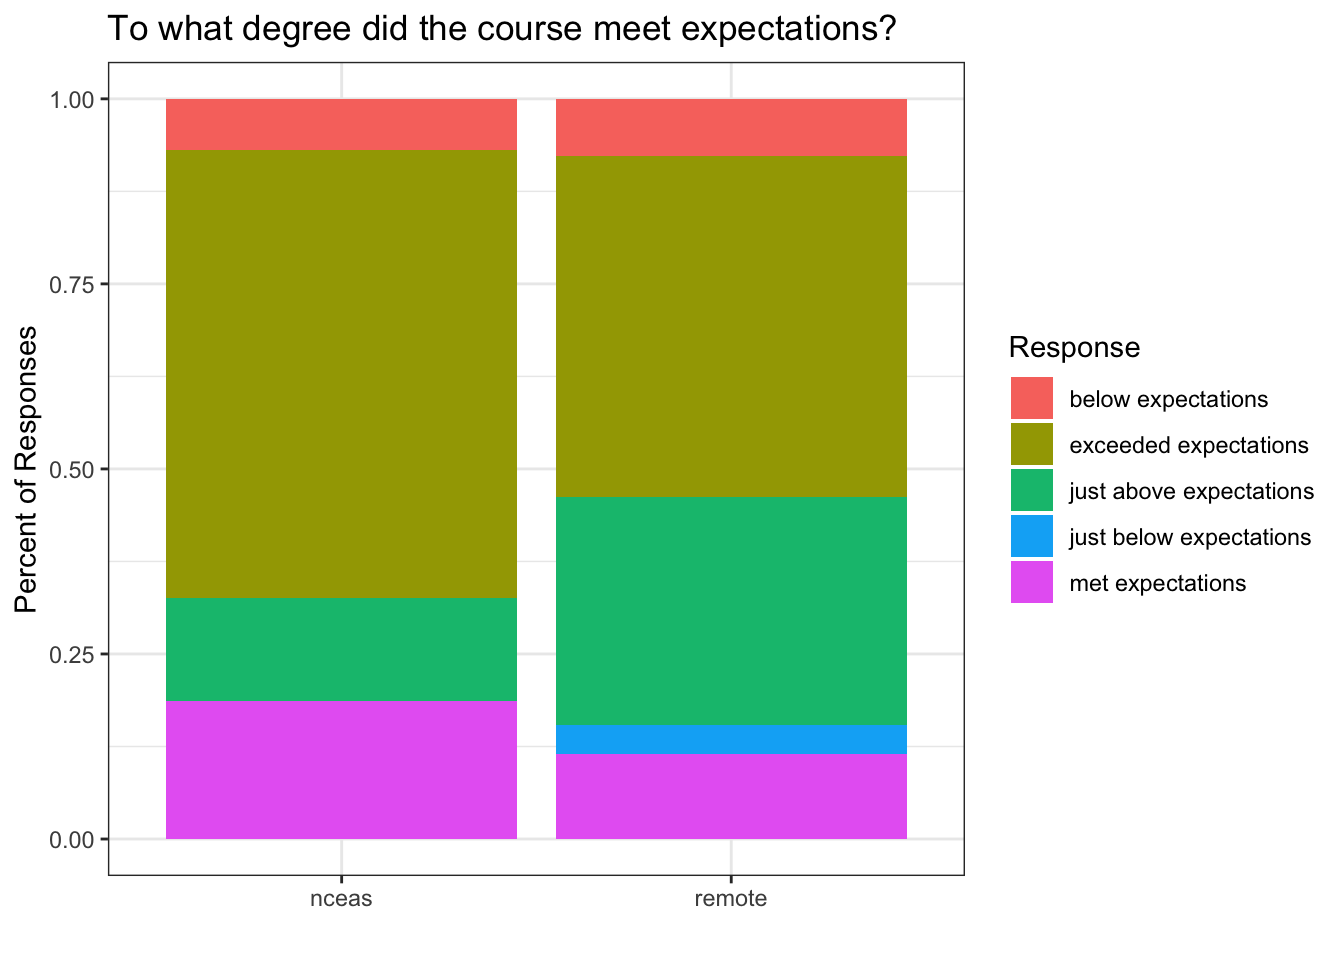 To what degree did the course meet expectations?
Percent of Responses
1.00
0.75
0.50
0.25
0.00
nceas
remote
Response
below expectations
exceeded expectations
just above expectations
just below expectations
met expectations